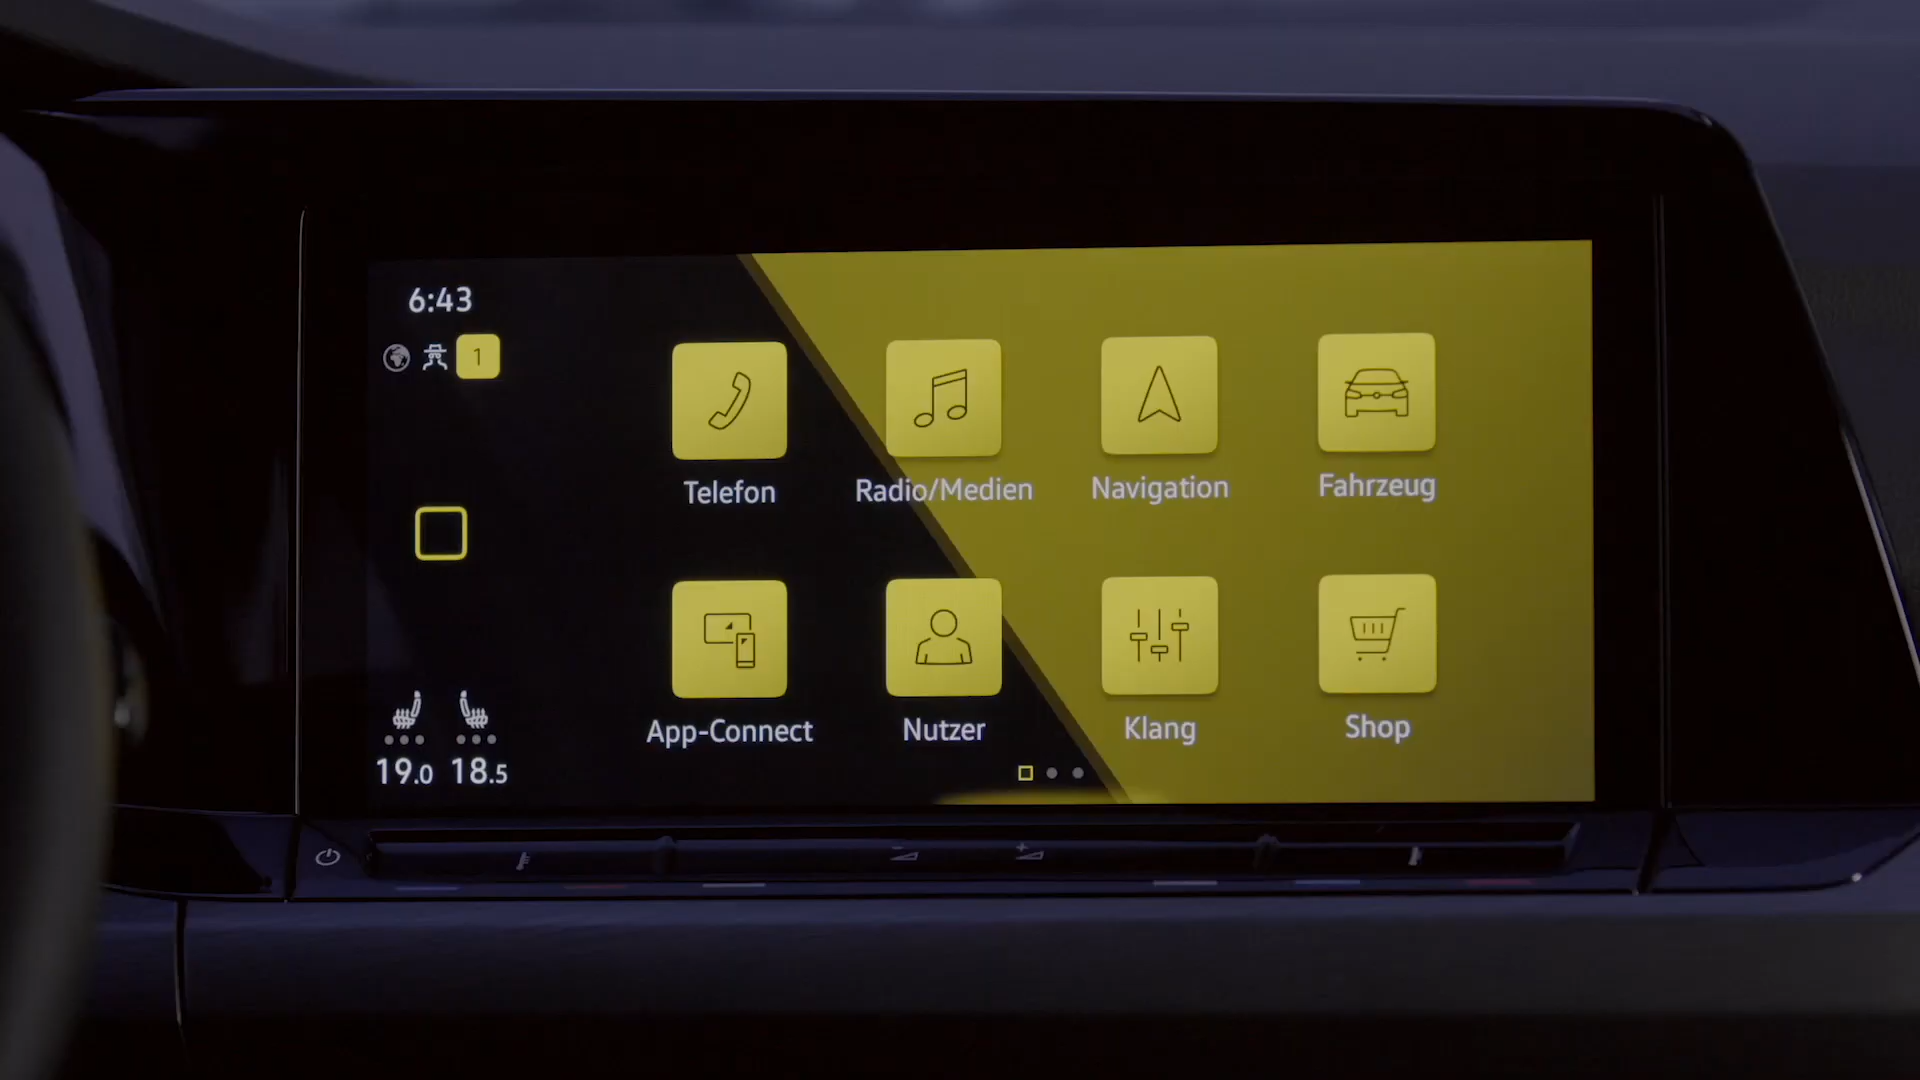 6:43
1
Telefon
Radio/Medien
Navigation
Fahrzeug
App-Connect
Nutzer
Klang
Shop
19.0 18.5